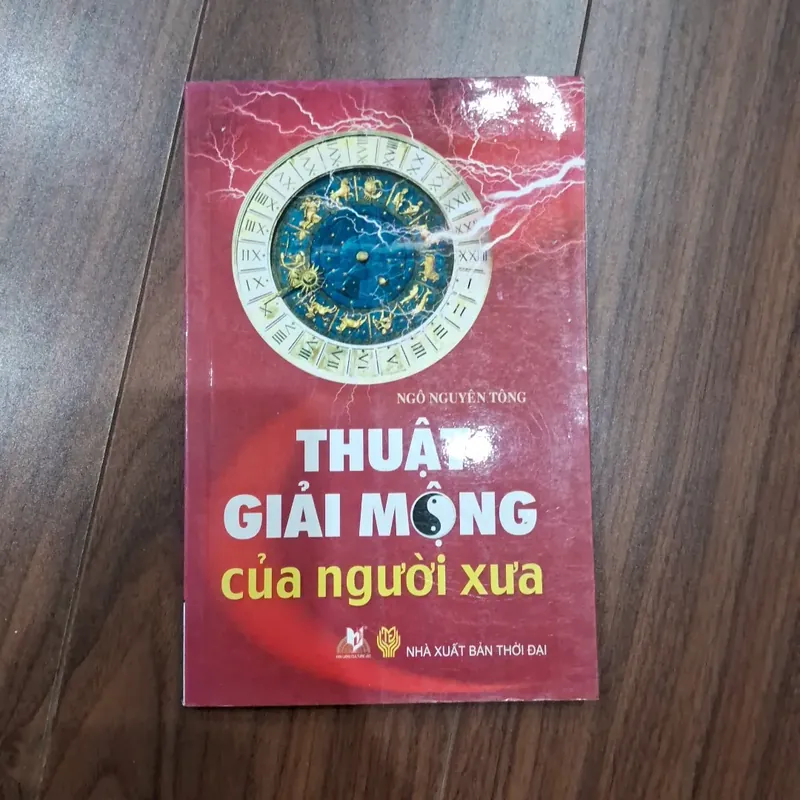 NGÔ NGUYÊN TÔNG
THUẬT
GIẢI MỘNG
của người xưa
NHÀ XUẤT BẢN THỜI ĐẠI